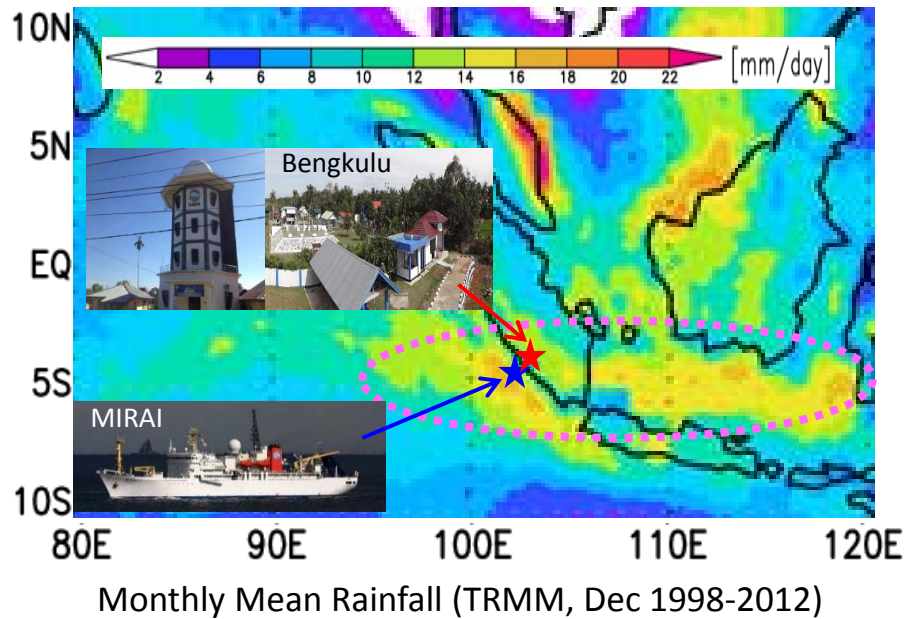 10N
[mm/day]
2 4 6 8 10 12 14 16 18 20 22
5N
Bengkulu
EQ
5S
MIRAI
10S
80E 90E 100E 110E 120E
Monthly Mean Rainfall (TRMM, Dec 1998-2012)